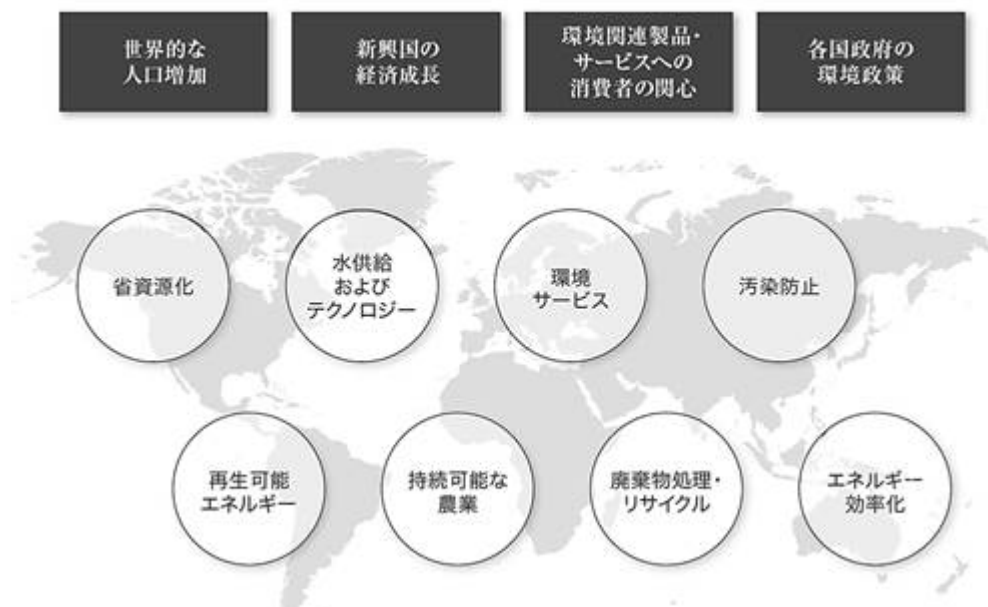 世界的な
人口増加
新興国の
経済成長
環境関連製品・
サービスへの
消費者の関心
各国政府の
環境政策
省資源化
水供給
および
テクノロジー
環境
サービス
汚染防止
再生可能
エネルギー
持続可能な
農業
廃棄物処理・
リサイクル
エネルギー
効率化